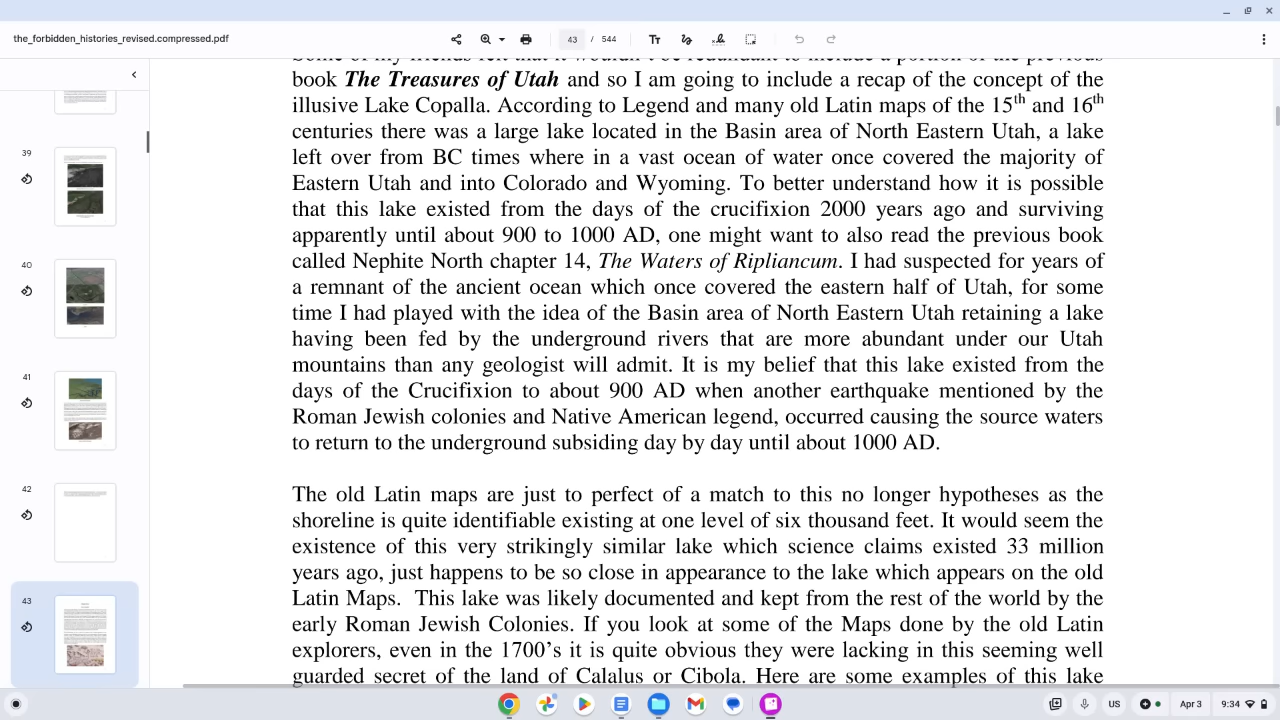 the_forbidden_histories_revised.compressed.pdf
43 / 544
Some of my friends felt that it wouldn't be redundant to include a portion of the previous
book The Treasures of Utah and so I am going to include a recap of the concept of the
illusive Lake Copalla. According to Legend and many old Latin maps of the 15th and 16th
centuries there was a large lake located in the Basin area of North Eastern Utah, a lake
left over from BC times where in a vast ocean of water once covered the majority of
Eastern Utah and into Colorado and Wyoming. To better understand how it is possible
that this lake existed from the days of the crucifixion 2000 years ago and surviving
apparently until about 900 to 1000 AD, one might want to also read the previous book
called Nephite North chapter 14, The Waters of Ripliancum. I had suspected for years of
a remnant of the ancient ocean which once covered the eastern half of Utah, for some
time I had played with the idea of the Basin area of North Eastern Utah retaining a lake
having been fed by the underground rivers that are more abundant under our Utah
mountains than any geologist will admit. It is my belief that this lake existed from the
days of the Crucifixion to about 900 AD when another earthquake mentioned by the
Roman Jewish colonies and Native American legend, occurred causing the source waters
to return to the underground subsiding day by day until about 1000 AD.
The old Latin maps are just to perfect of a match to this no longer hypotheses as the
shoreline is quite identifiable existing at one level of six thousand feet. It would seem the
existence of this very strikingly similar lake which science claims existed 33 million
years ago, just happens to be so close in appearance to the lake which appears on the old
Latin Maps. This lake was likely documented and kept from the rest of the world by the
early Roman Jewish Colonies. If you look at some of the Maps done by the old Latin
explorers, even in the 1700's it is quite obvious they were lacking in this seeming well
guarded secret of the land of Calalus or Cibola. Here are some examples of this lake
39
40
41
42
43
US
Apr 3
9:34